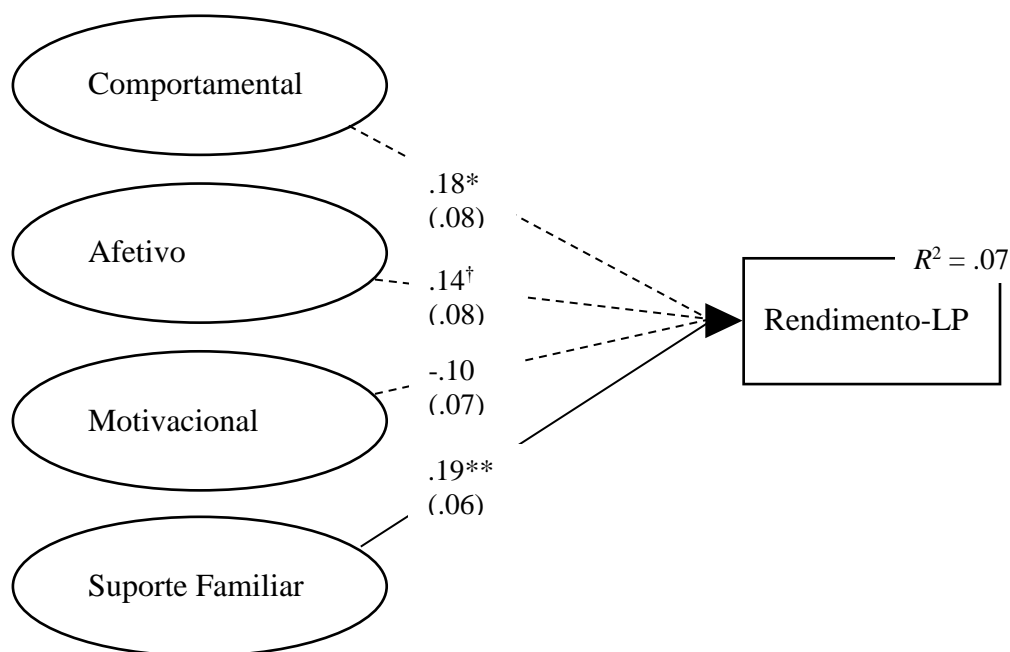 Comportamental
.18*
(.08)
Afetivo
.14†
(.08)
R² = .07
Rendimento-LP
-.10
(.07)
Motivacional
.19**
(.06)
Suporte Familiar